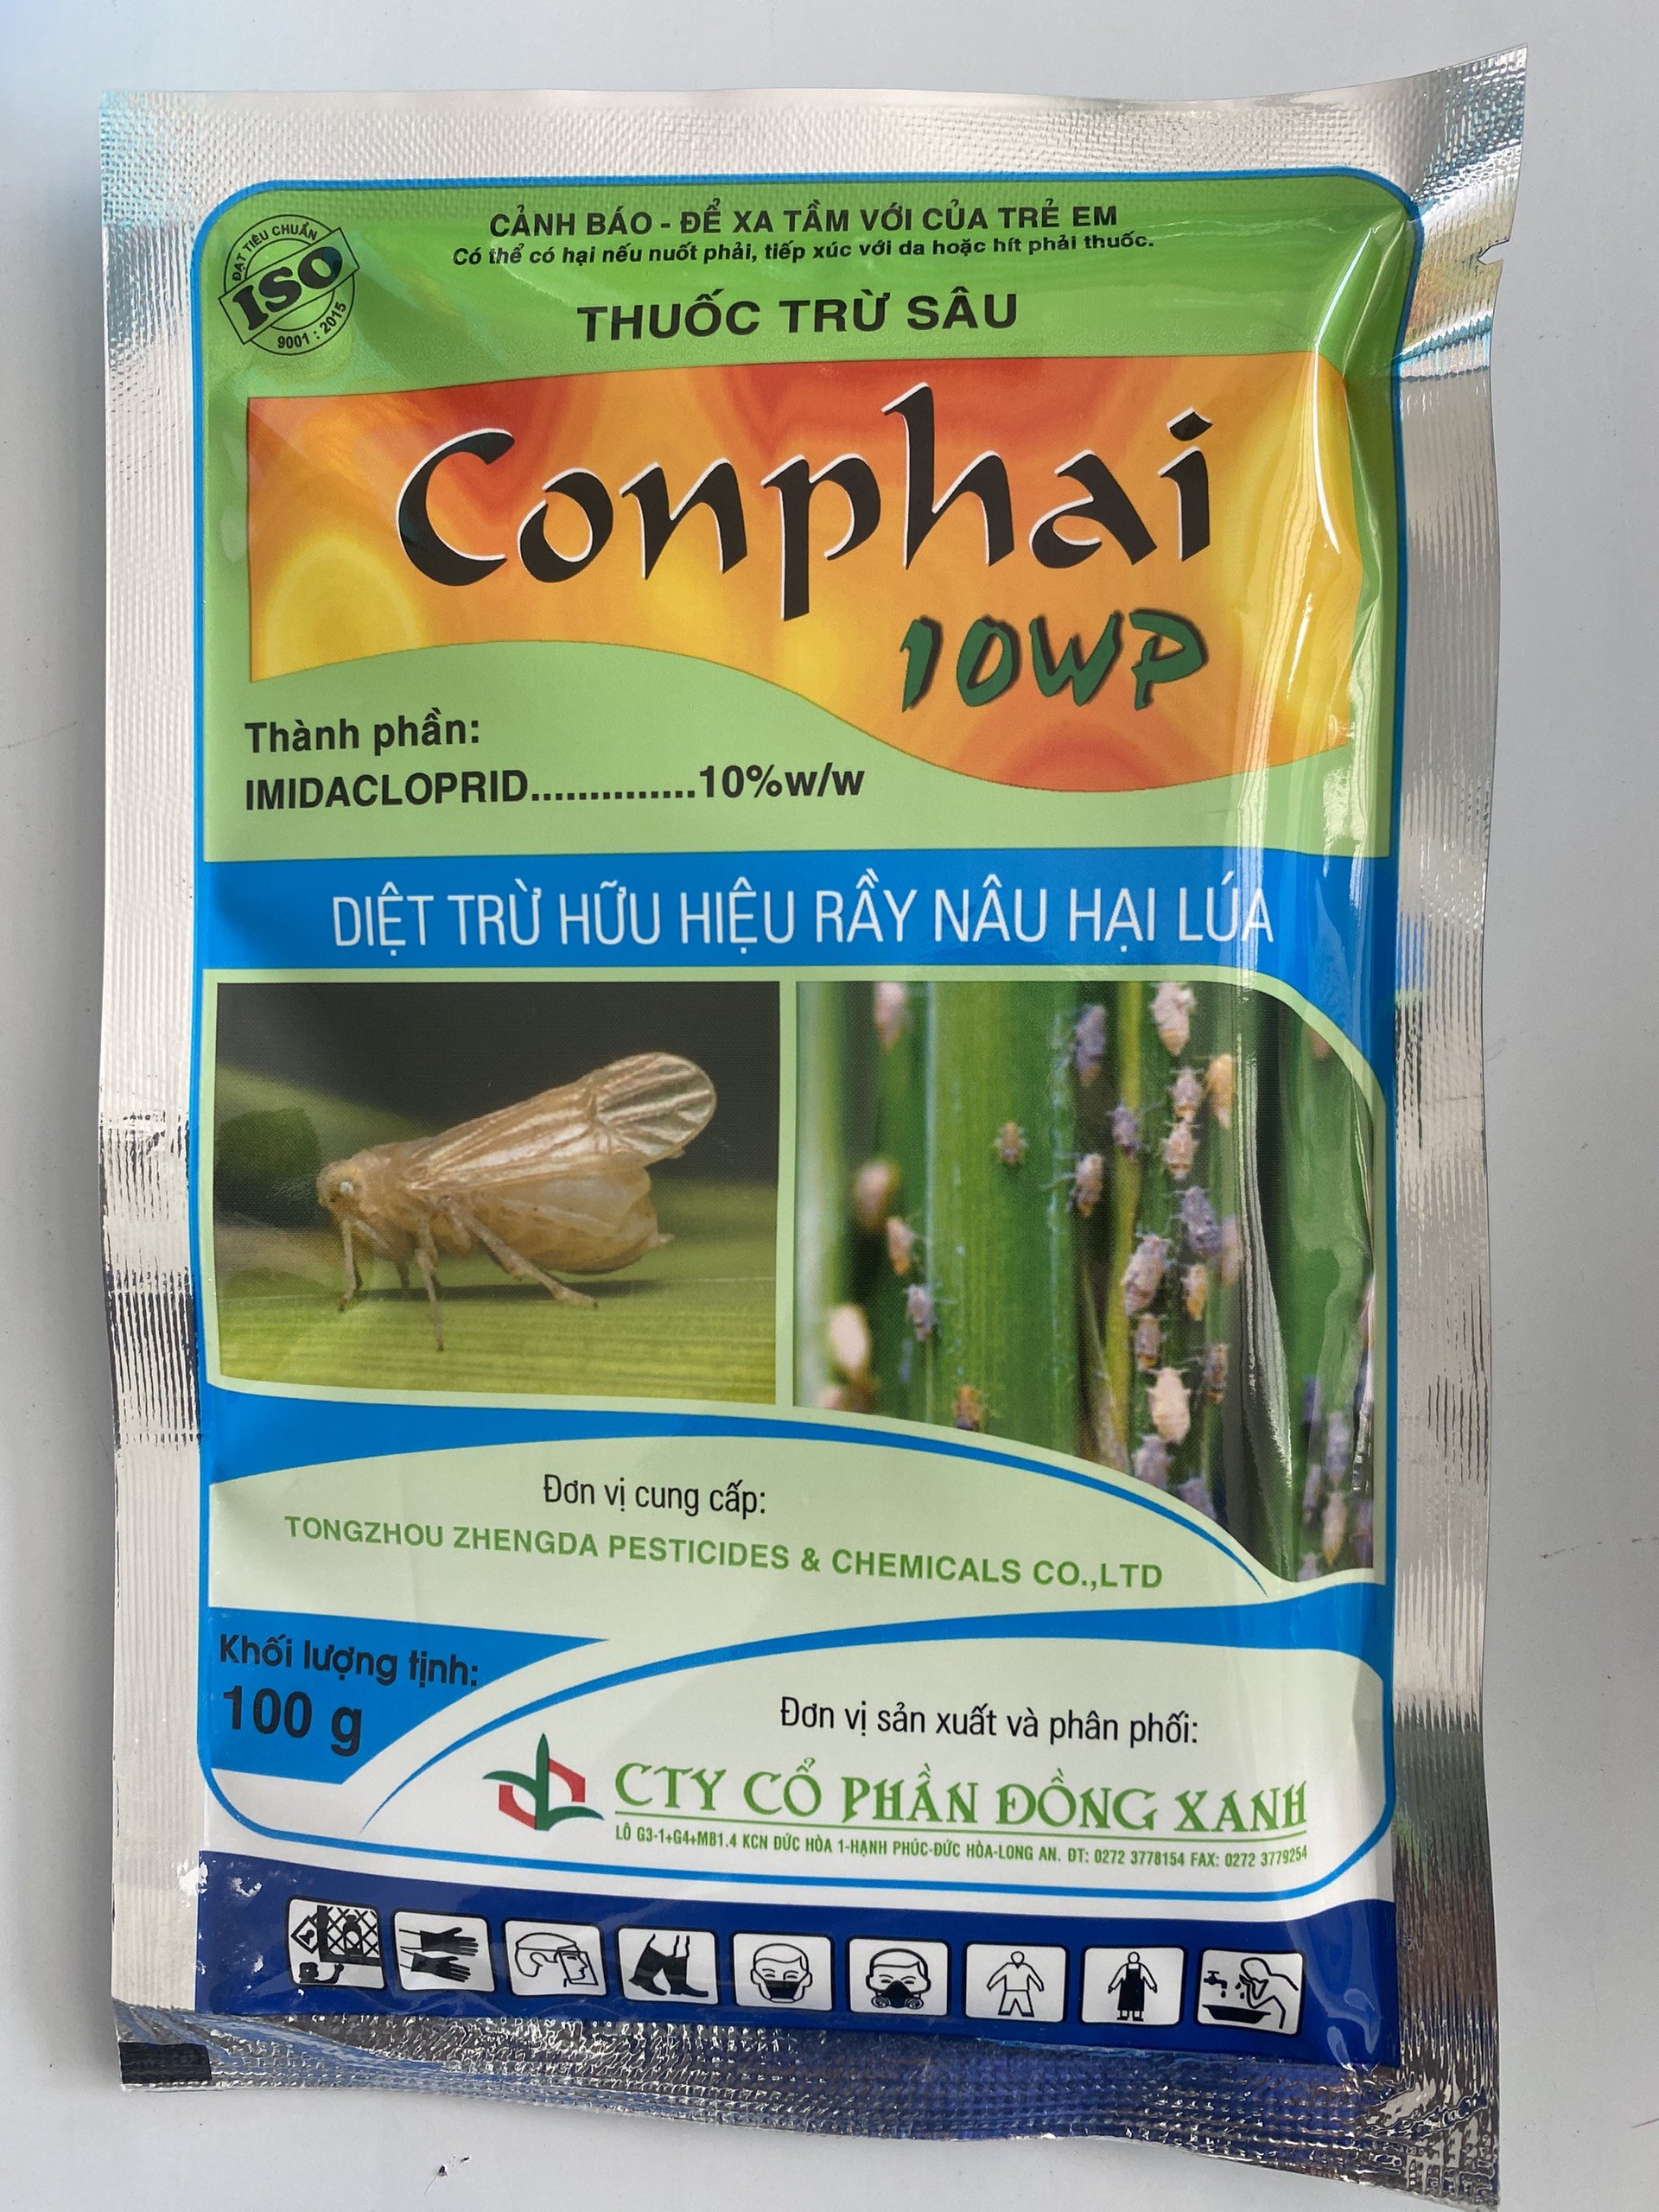 ĐẠT TIÊU CHUẨN
ISO
9001 : 2015
CẢNH BÁO - ĐỂ XA TẦM VỚI CỦA TRẺ EM
Có thể có hại nếu nuốt phải, tiếp xúc với da hoặc hít phải thuốc.
THUỐC TRỪ SÂU
Conphai
10WP
Thành phần:
IMIDACLOPRID..............10%w/w
DIỆT TRỪ HỮU HIỆU RẦY NÂU HẠI LÚA
Đơn vị cung cấp:
TONGZHOU ZHENGDA PESTICIDES & CHEMICALS CO.,LTD
Khối lượng tịnh:
100 g
Đơn vị sản xuất và phân phối:
CTY CỔ PHẦN ĐỒNG XANH
LÔ G3-1+G4+MB1.4 KCN ĐỨC HÒA 1-HẠNH PHÚC-ĐỨC HÒA-LONG AN. ĐT: 0272 3778154 FAX: 0272 3779254